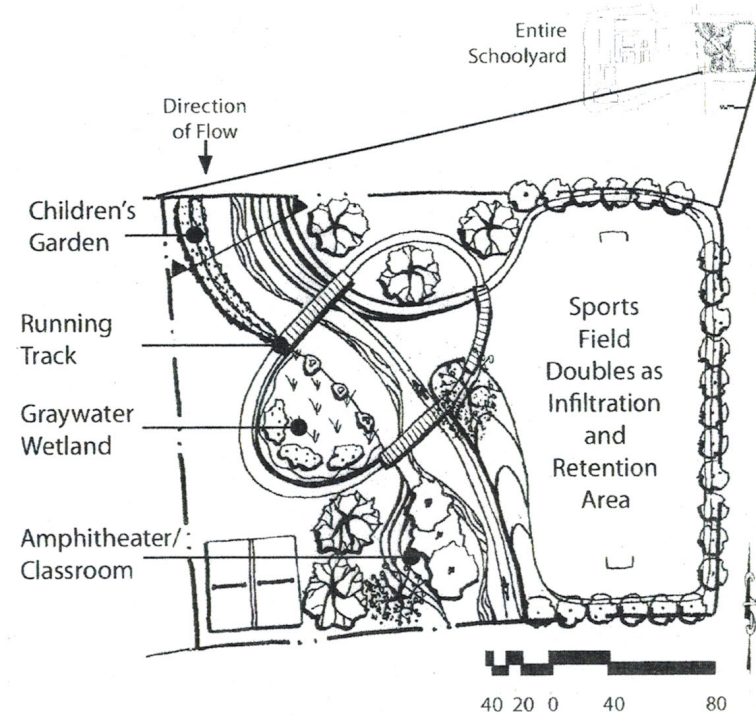 Entire
Schoolyard
Direction
of Flow
Children's
Garden
Running
Track
Graywater
Wetland
Amphitheater/
Classroom
Sports
Field
Doubles as
Infiltration
and
Retention
Area
40 20 0 40 80